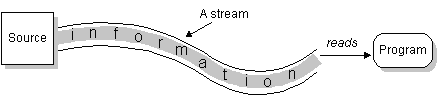 A stream
Source
information
reads
Program